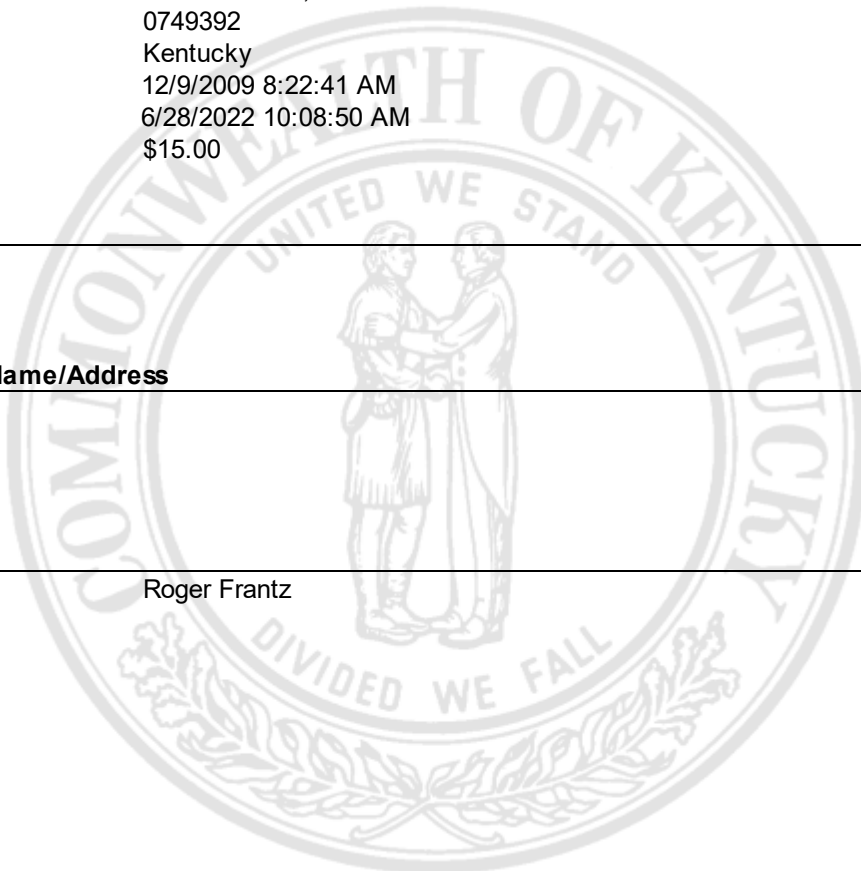 0749392
Kentucky
12/9/2009 8:22:41 AM
6/28/2022 10:08:50 AM
$15.00
COMMONWEALTH OF KENTUCKY
UNITED WE STAND
Name/Address
Roger Frantz
DIVIDED WE FALL